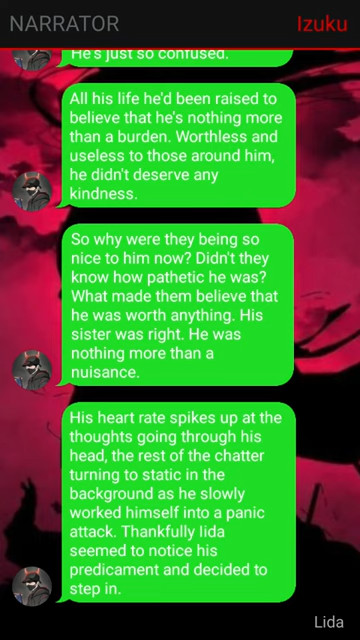 NARRATOR
Izuku
He's just so confused.
All his life he'd been raised to
believe that he's nothing more
than a burden. Worthless and
useless to those around him,
he didn't deserve any
kindness.
So why were they being so
nice to him now? Didn't they
know how pathetic he was?
What made them believe that
he was worth anything. His
sister was right. He was
nothing more than a
nuisance.
His heart rate spikes up at the
thoughts going through his
head, the rest of the chatter
turning to static in the
background as he slowly
worked himself into a panic
attack. Thankfully Iida
seemed to notice his
predicament and decided to
step in.
Lida